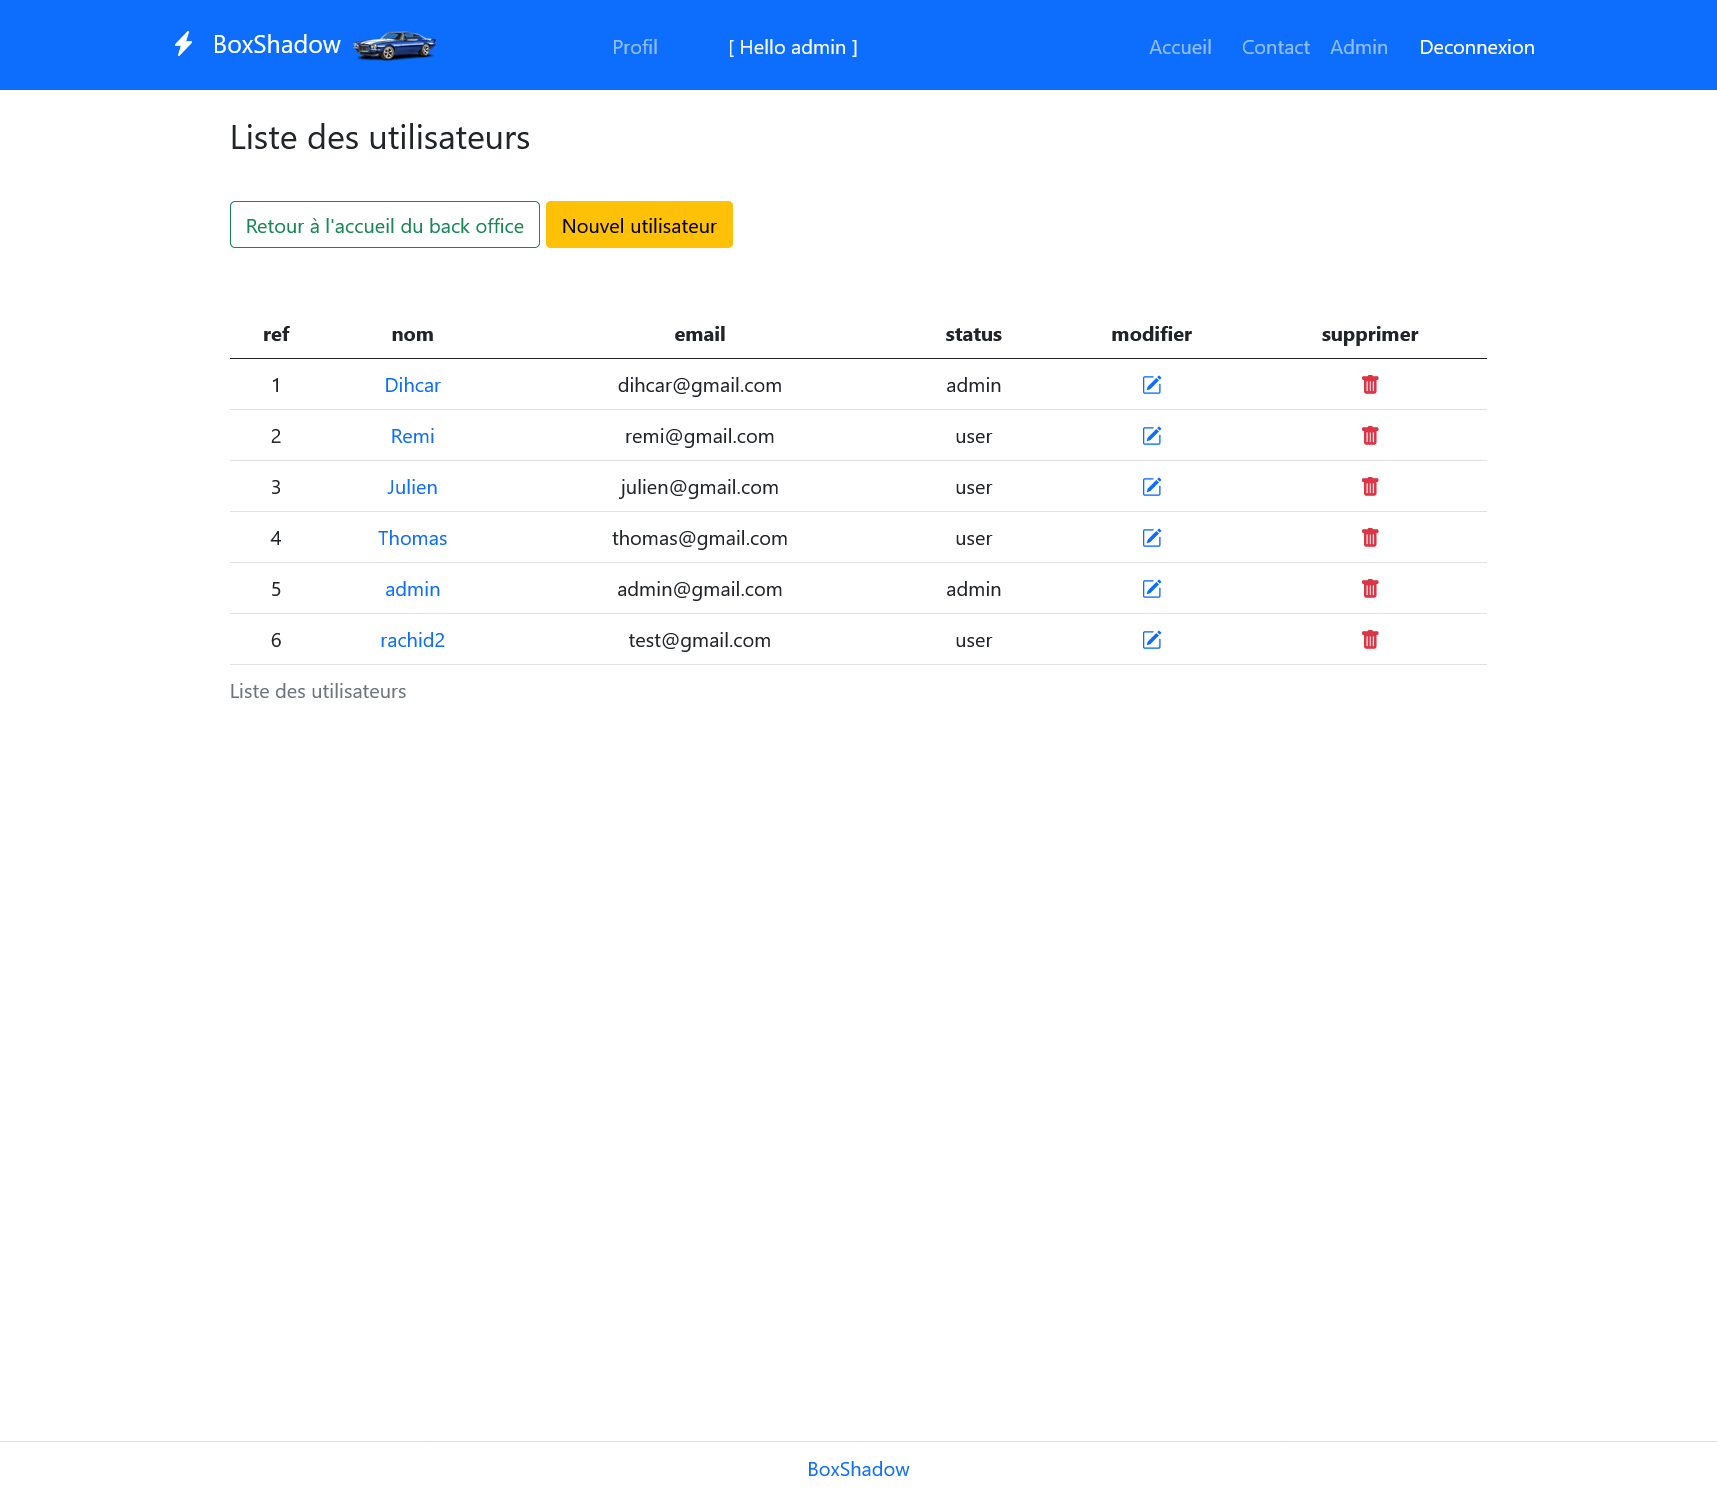 BoxShadow Profil [ Hello admin ] Accueil Contact Admin Deconnexion
Liste des utilisateurs
Retour à l'accueil du back office Nouvel utilisateur
ref nom email status modifier supprimer
1 Dihcar dihcar@gmail.com admin
2 Remi remi@gmail.com user
3 Julien julien@gmail.com user
4 Thomas thomas@gmail.com user
5 admin admin@gmail.com admin
6 rachid2 test@gmail.com user
Liste des utilisateurs
BoxShadow